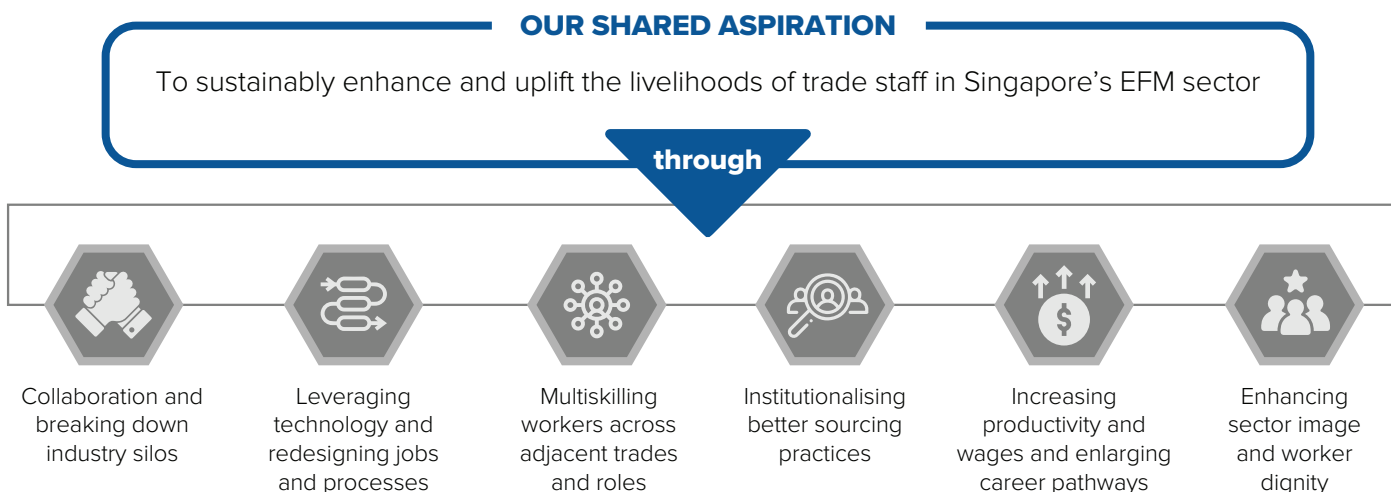 OUR SHARED ASPIRATION
To sustainably enhance and uplift the livelihoods of trade staff in Singapore's EFM sector
through
$
Collaboration and
breaking down
industry silos
Leveraging
technology and
redesigning jobs
and processes
Multiskilling
workers across
adjacent trades
and roles
Institutionalising
better sourcing
practices
Increasing
productivity and
wages and enlarging
career pathways
Enhancing
sector image
and worker
dignity